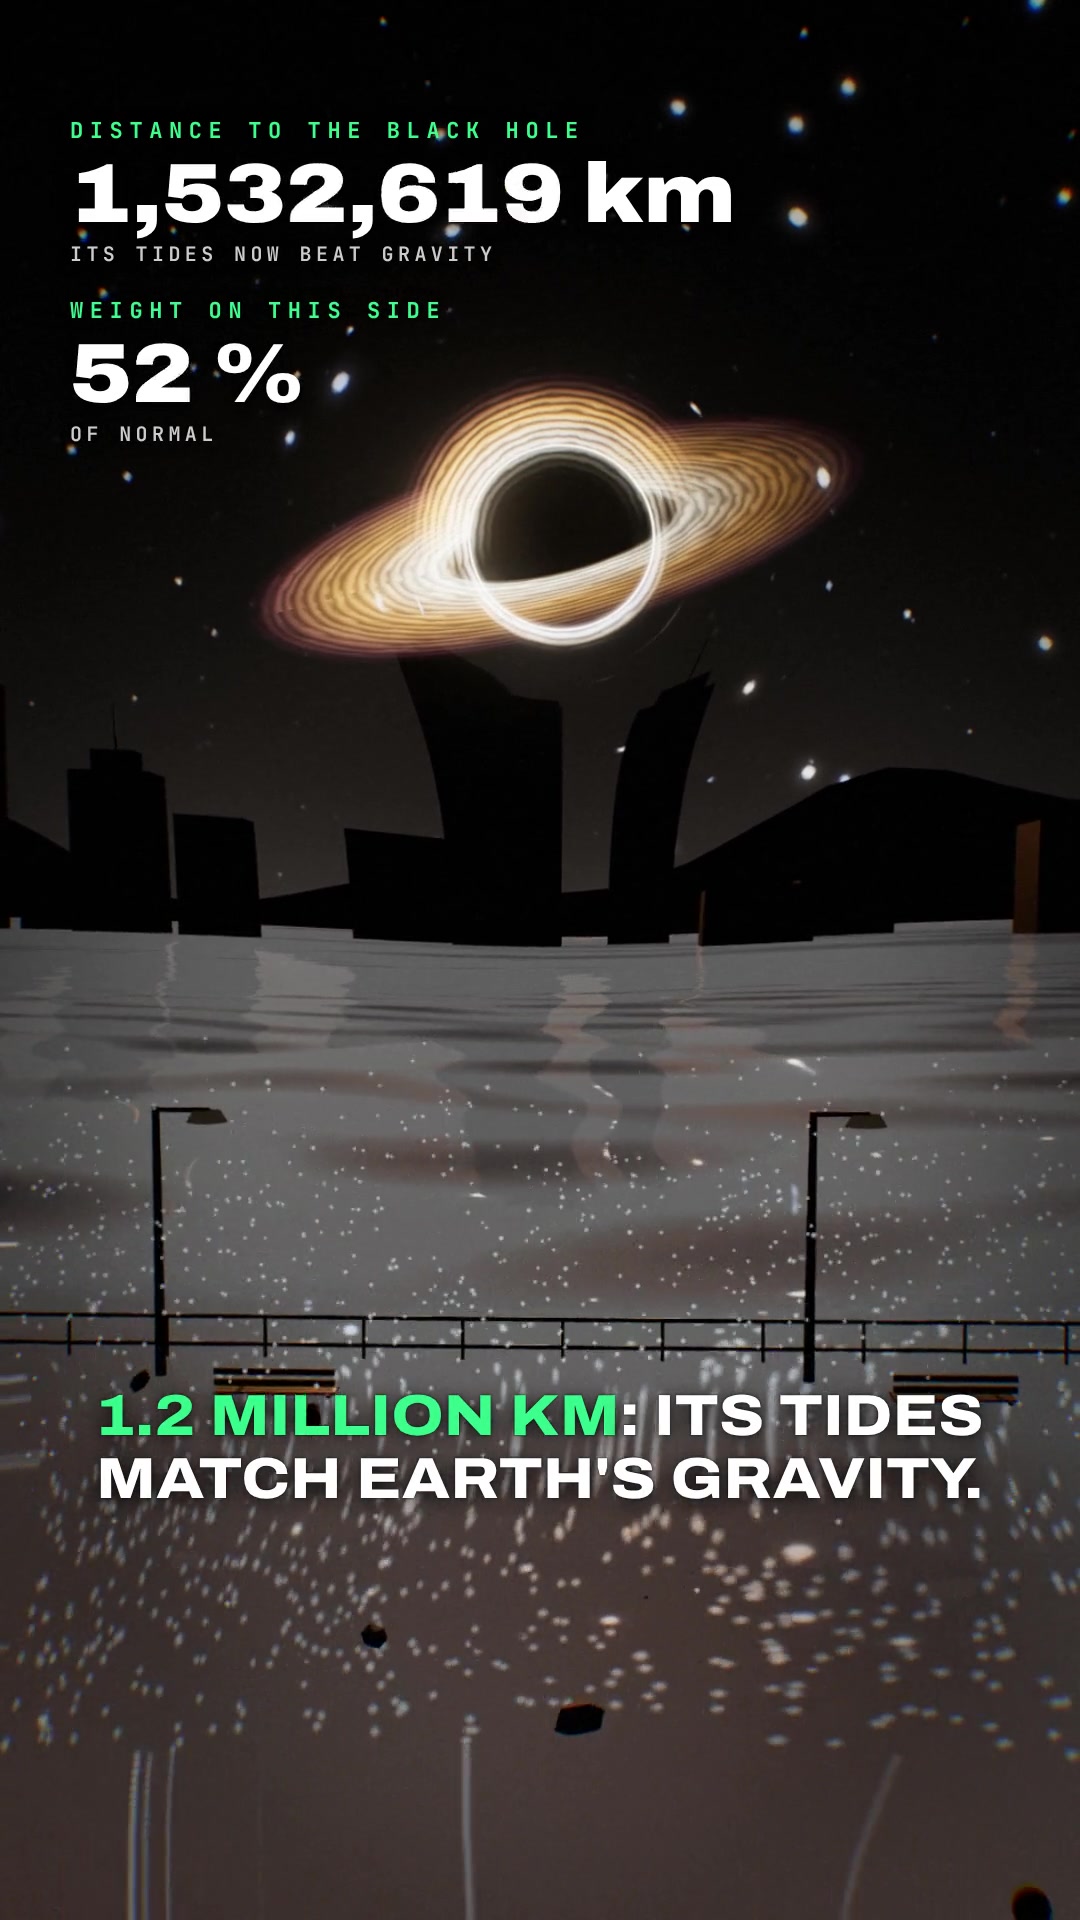 DISTANCE TO THE BLACK HOLE
1,532,619 km
ITS TIDES NOW BEAT GRAVITY
WEIGHT ON THIS SIDE
52 %
OF NORMAL
1.2 MILLION KM: ITS TIDES
MATCH EARTH'S GRAVITY.